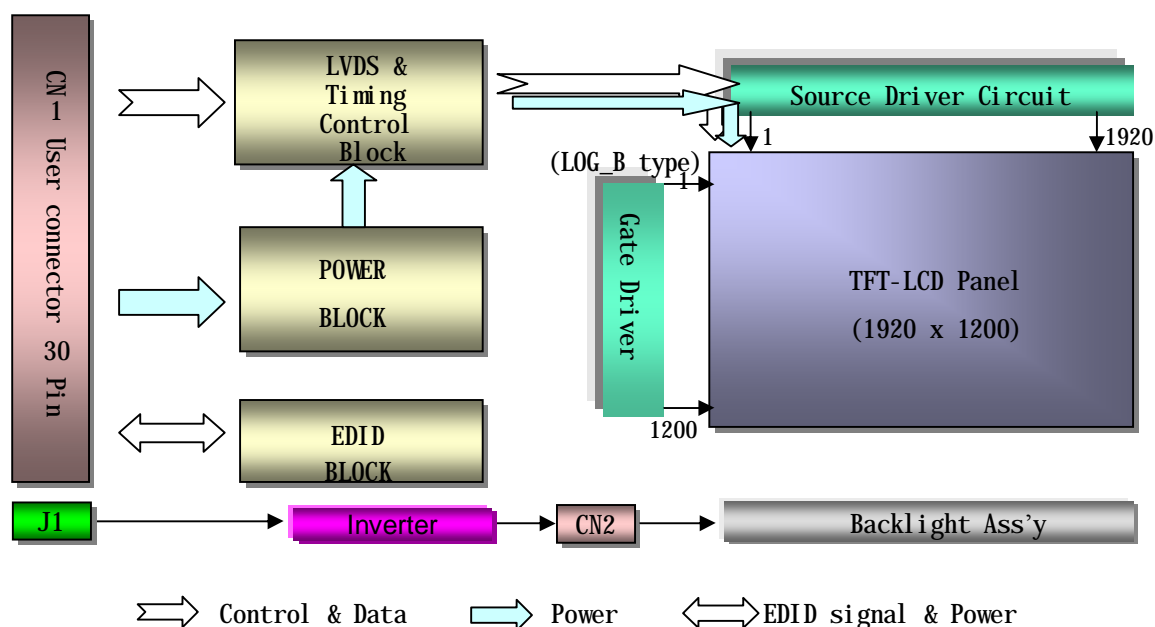 CN 1 User connector 30 Pin
LVDS &
Timing
Control
Block
Source Driver Circuit
1
1920
(LOG_B type)
1
Gate Driver
1200
POWER
BLOCK
TFT-LCD Panel
(1920 x 1200)
EDID
BLOCK
J1
Inverter
CN2
Backlight Ass'y
Control & Data
Power
EDID signal & Power